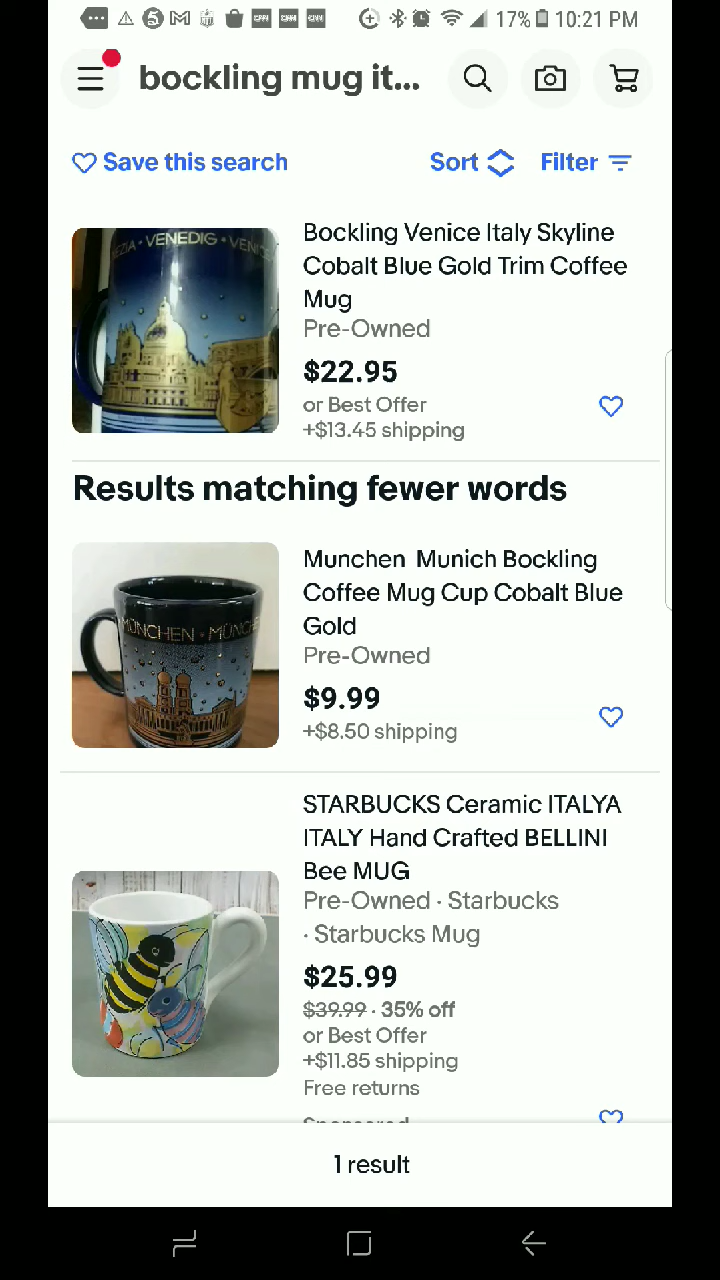 17% 10:21 PM
bockling mug it...
Save this search
Sort
Filter
EZIA · VENEDIG · VENI
Bockling Venice Italy Skyline
Cobalt Blue Gold Trim Coffee
Mug
Pre-Owned
$22.95
or Best Offer
+$13.45 shipping
Results matching fewer words
MÜNCHEN · MÜNCHE
Munchen Munich Bockling
Coffee Mug Cup Cobalt Blue
Gold
Pre-Owned
$9.99
+$8.50 shipping
STARBUCKS Ceramic ITALYA
ITALY Hand Crafted BELLINI
Bee MUG
Pre-Owned · Starbucks
· Starbucks Mug
$25.99
$39.99 · 35% off
or Best Offer
+$11.85 shipping
Free returns
Sponsored
1 result